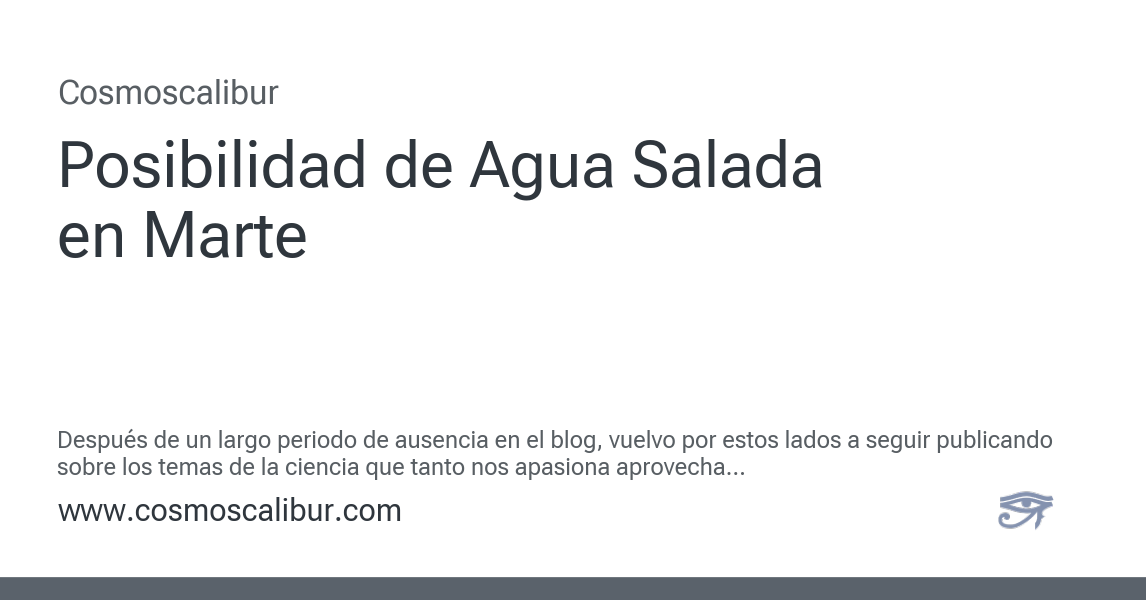 Cosmoscalibur
Posibilidad de Agua Salada
en Marte
Después de un largo periodo de ausencia en el blog, vuelvo por estos lados a seguir publicando
sobre los temas de la ciencia que tanto nos apasiona aprovecha...
www.cosmoscalibur.com